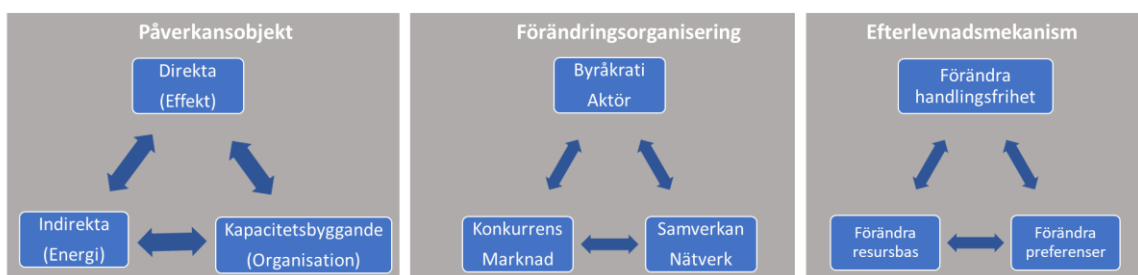 Påverkansobjekt
Direkta
(Effekt)
Indirekta
(Energi)
Kapacitetsbyggande
(Organisation)
Förändringsorganisering
Byråkrati
Aktör
Konkurrens
Marknad
Samverkan
Nätverk
Efterlevnadsmekanism
Förändra
handlingsfrihet
Förändra
resursbas
Förändra
preferenser